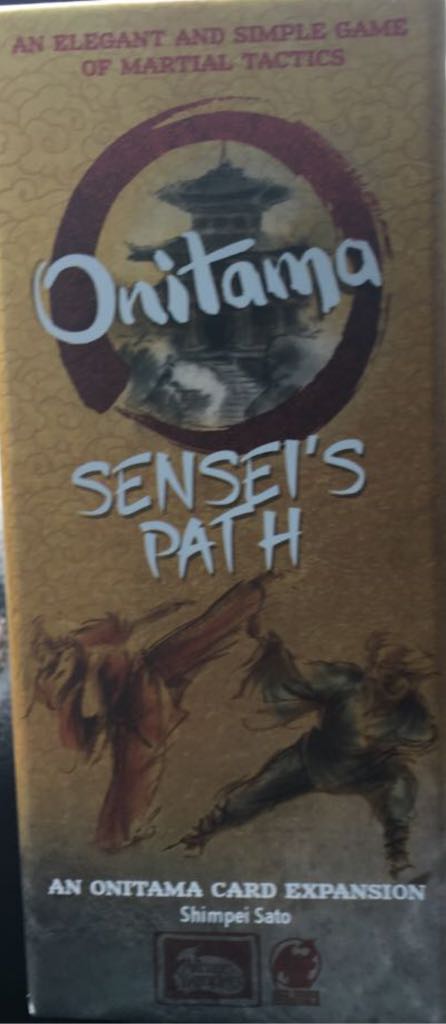 AN ELEGANT AND SIMPLE GAME
OF MARTIAL TACTICS
Onitama
SENSEI'S
PATH
AN ONITAMA CARD EXPANSION
Shimpei Sato